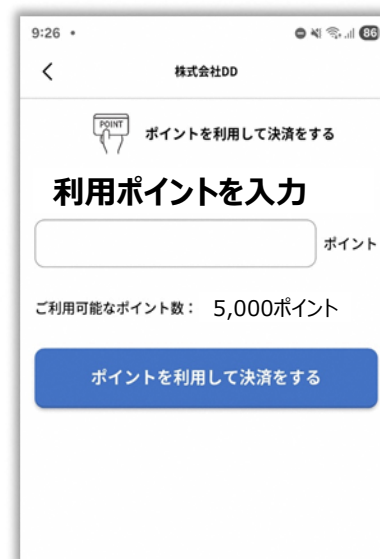 9:26 •
86
株式会社DD
POINT
ポイントを利用して決済をする
利用ポイントを入力
ポイント
ご利用可能なポイント数： 5,000ポイント
ポイントを利用して決済をする